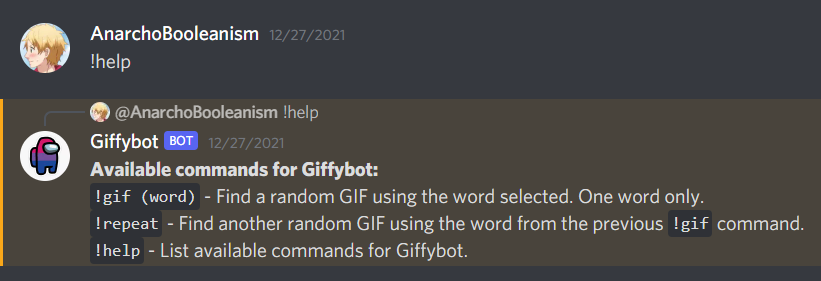 AnarchoBooleanism 12/27/2021
!help
@AnarchoBooleanism !help
Giffybot BOT 12/27/2021
Available commands for Giffybot:
!gif (word) - Find a random GIF using the word selected. One word only.
!repeat - Find another random GIF using the word from the previous !gif command.
!help - List available commands for Giffybot.